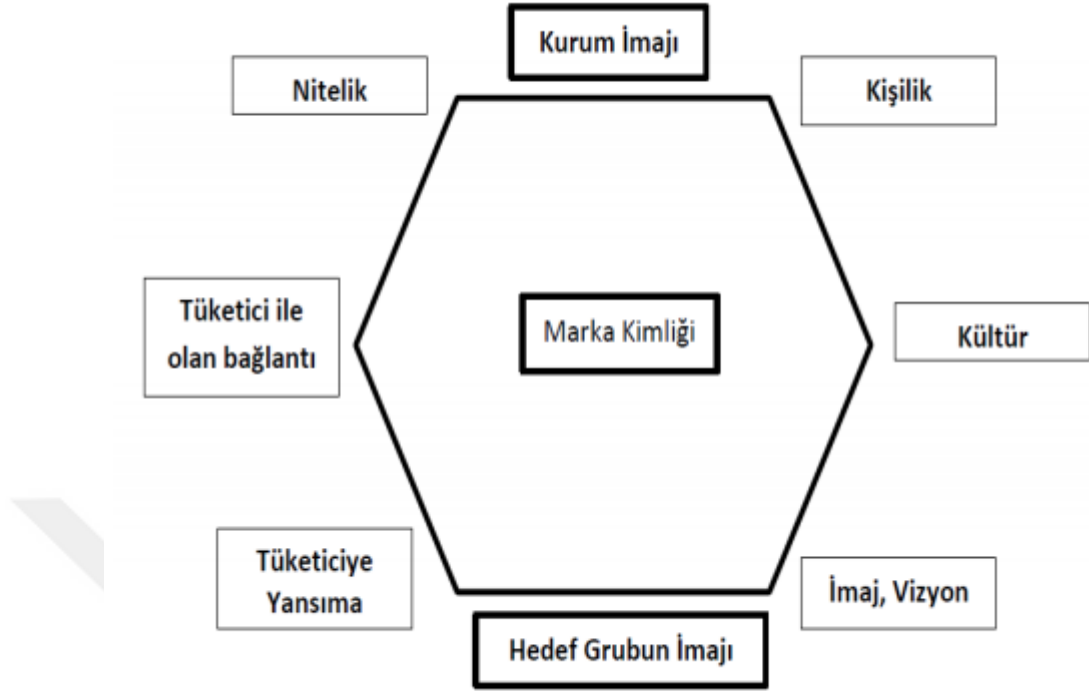 Kurum İmajı
Nitelik
Kişilik
Tüketici ile
olan bağlantı
Marka Kimliği
Kültür
Tüketiciye
Yansıma
İmaj, Vizyon
Hedef Grubun İmajı